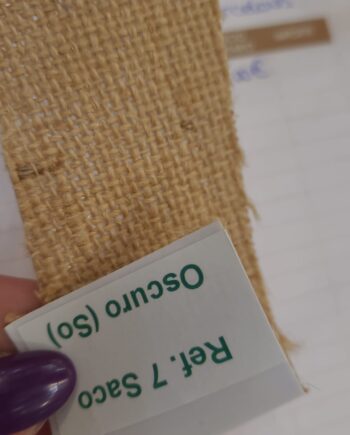 Ref. 7 Saco
Oscuro (So)